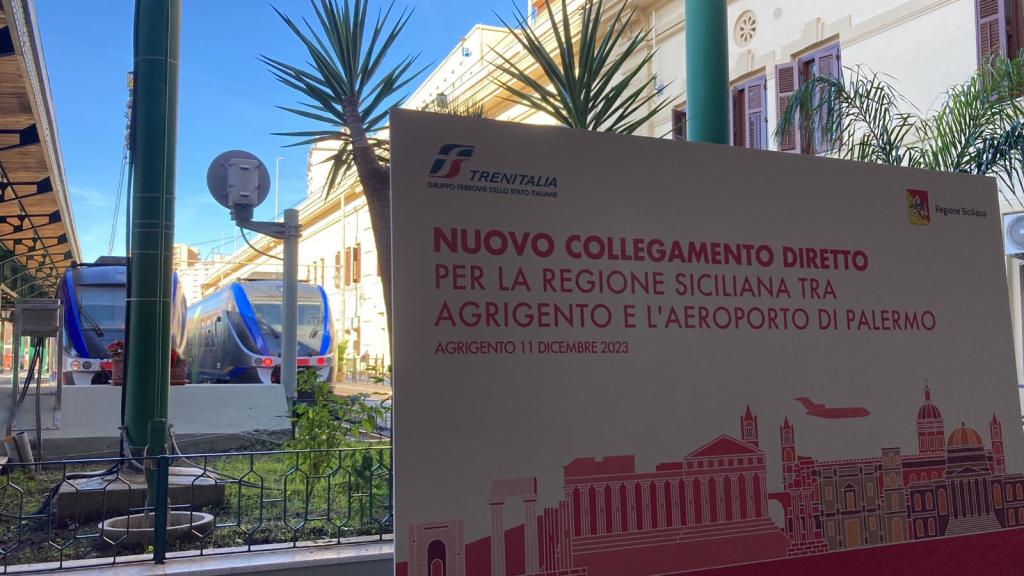 TRENITALIA
GRUPPO FERROVIE DELLO STATO ITALIANE
Regione Siciliana
NUOVO COLLEGAMENTO DIRETTO
PER LA REGIONE SICILIANA TRA
AGRIGENTO E L'AEROPORTO DI PALERMO
AGRIGENTO 11 DICEMBRE 2023